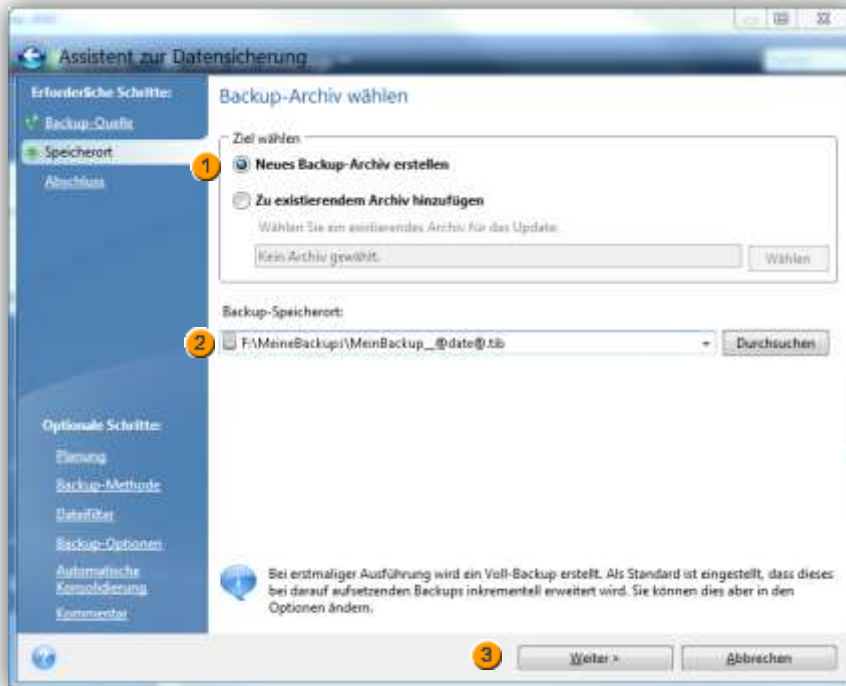 Assistent zur Datensicherung
Erforderliche Schritte:
Backup-Quelle
Speicherort
Abschluss
Backup-Archiv wählen
Ziel wählen
1
Neues Backup-Archiv erstellen
Zu existierendem Archiv hinzufügen
Wählen Sie ein existierendes Archiv für das Update.
Kein Archiv gewählt.
Wählen
Backup-Speicherort:
2
F:\MeineBackups\MeinBackup__@date@.tib
Durchsuchen
Optionale Schritte:
Planung
Backup-Methode
Dateifilter
Backup-Optionen
Automatische
Konsolidierung
Kommentar
Bei erstmaliger Ausführung wird ein Voll-Backup erstellt. Als Standard ist eingestellt, dass dieses
bei darauf aufsetzenden Backups inkrementell erweitert wird. Sie können dies aber in den
Optionen ändern.
3
Weiter >
Abbrechen